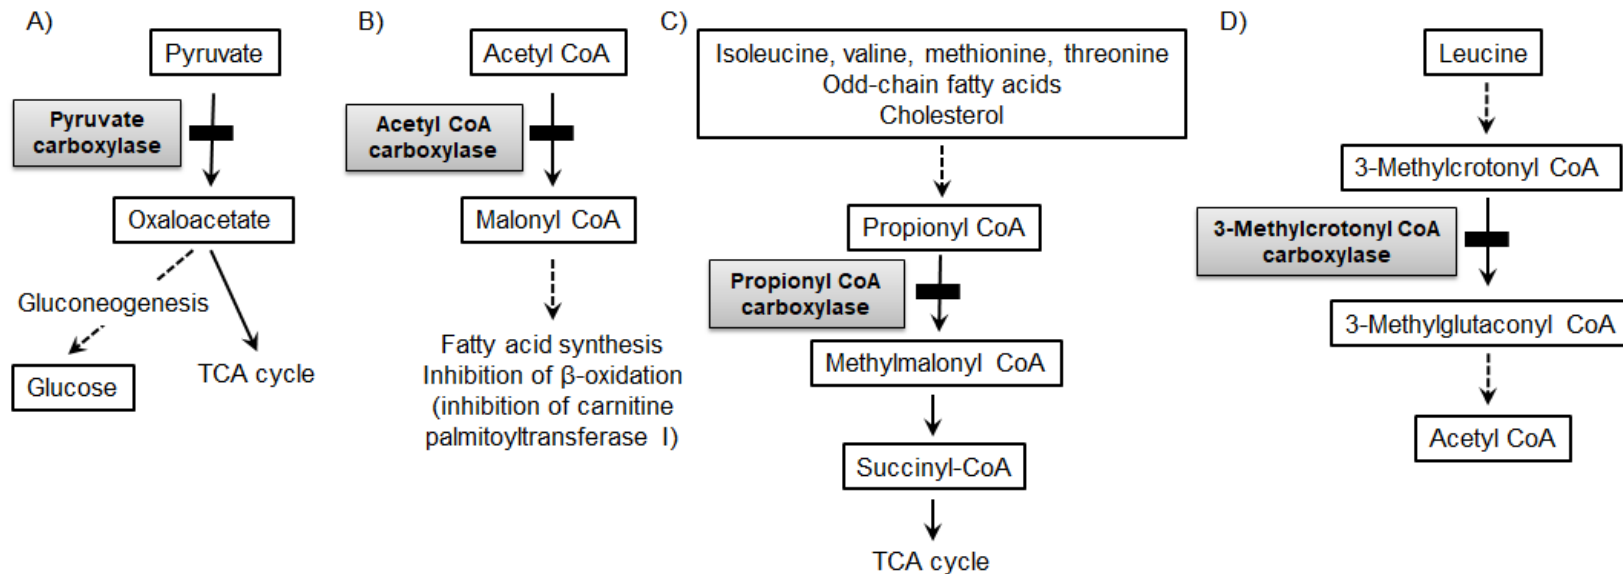 A)
Pyruvate
Pyruvate
carboxylase
Oxaloacetate
Gluconeogenesis
Glucose
TCA cycle
B)
Acetyl CoA
Acetyl CoA
carboxylase
Malonyl CoA
Fatty acid synthesis
Inhibition of β-oxidation
(inhibition of carnitine
palmitoyltransferase I)
C)
Isoleucine, valine, methionine, threonine
Odd-chain fatty acids
Cholesterol
Propionyl CoA
Propionyl CoA
carboxylase
Methylmalonyl CoA
Succinyl-CoA
TCA cycle
D)
Leucine
3-Methylcrotonyl CoA
3-Methylcrotonyl CoA
carboxylase
3-Methylglutaconyl CoA
Acetyl CoA